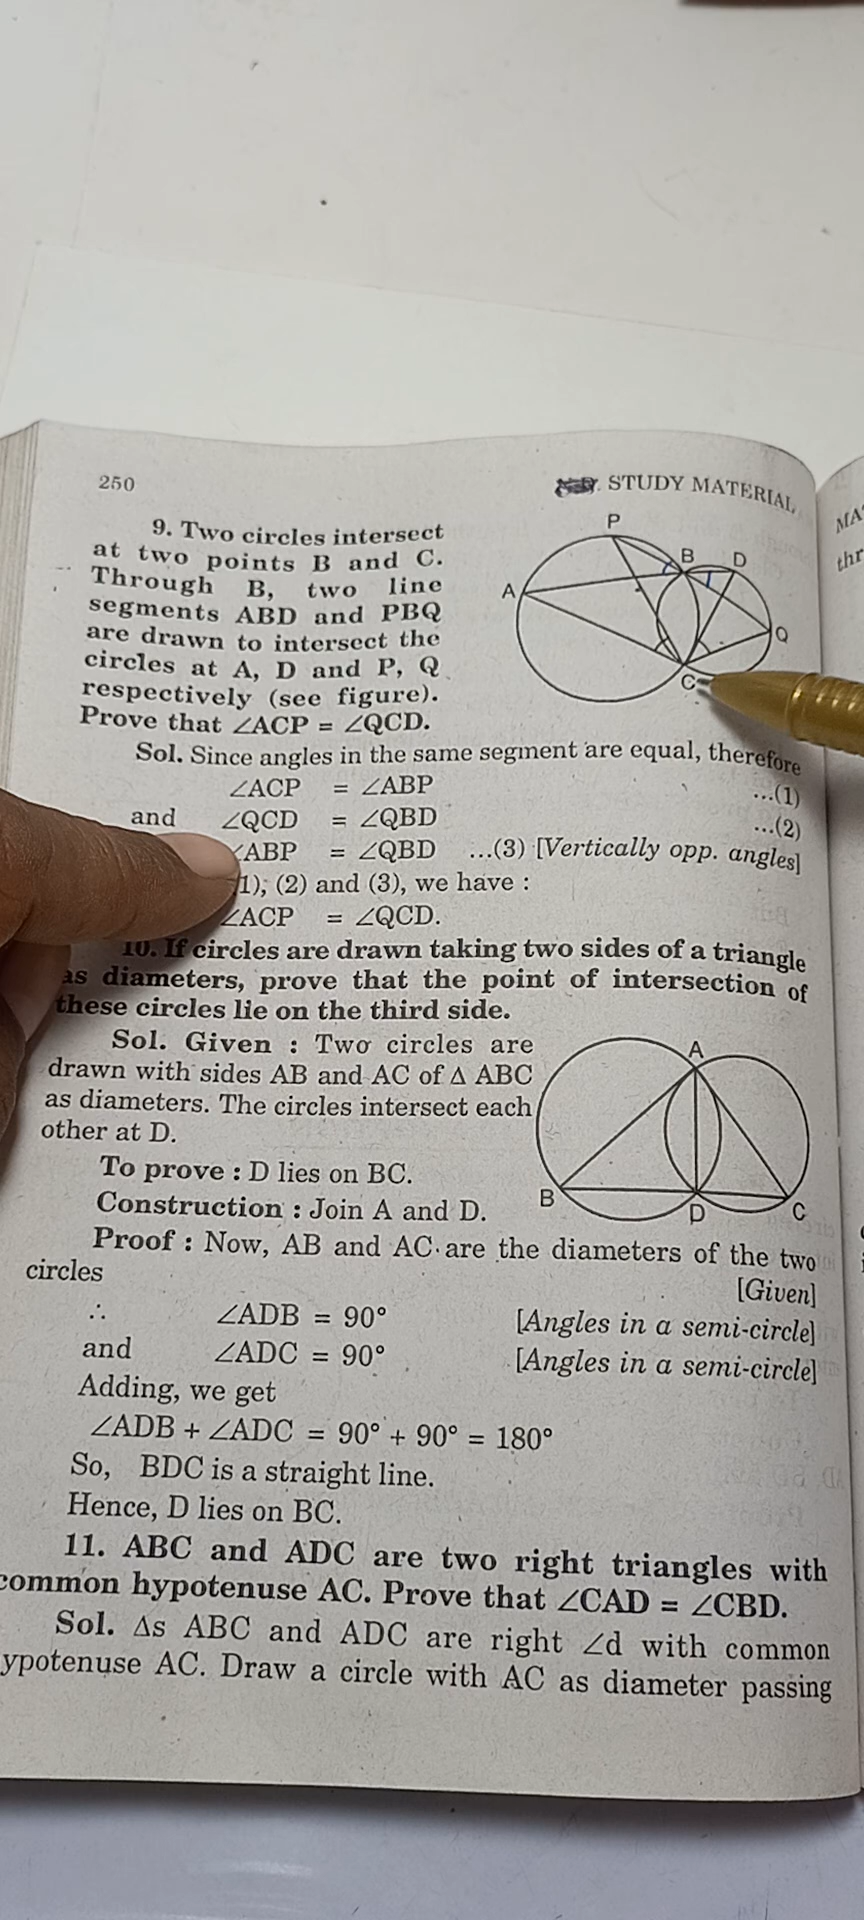 250
STUDY MATERIAL
9. Two circles intersect
at two points B and C.
Through B, two line
segments ABD and PBQ
are drawn to intersect the
circles at A, D and P, Q
respectively (see figure).
Prove that ∠ACP = ∠QCD.
P
B
D
A
Q
C
Sol. Since angles in the same segment are equal, therefore
∠ACP = ∠ABP ...(1)
and ∠QCD = ∠QBD ...(2)
∠ABP = ∠QBD ...(3) [Vertically opp. angles]
1), (2) and (3), we have :
∠ACP = ∠QCD.
10. If circles are drawn taking two sides of a triangle
as diameters, prove that the point of intersection of
these circles lie on the third side.
Sol. Given : Two circles are
drawn with sides AB and AC of Δ ABC
as diameters. The circles intersect each
other at D.
To prove : D lies on BC.
Construction : Join A and D.
A
B
D
C
Proof : Now, AB and AC are the diameters of the two
circles [Given]
∴ ∠ADB = 90° [Angles in a semi-circle]
and ∠ADC = 90° [Angles in a semi-circle]
Adding, we get
∠ADB + ∠ADC = 90° + 90° = 180°
So, BDC is a straight line.
Hence, D lies on BC.
11. ABC and ADC are two right triangles with
common hypotenuse AC. Prove that ∠CAD = ∠CBD.
Sol. Δs ABC and ADC are right ∠d with common
ypotenuse AC. Draw a circle with AC as diameter passing
MA
thr